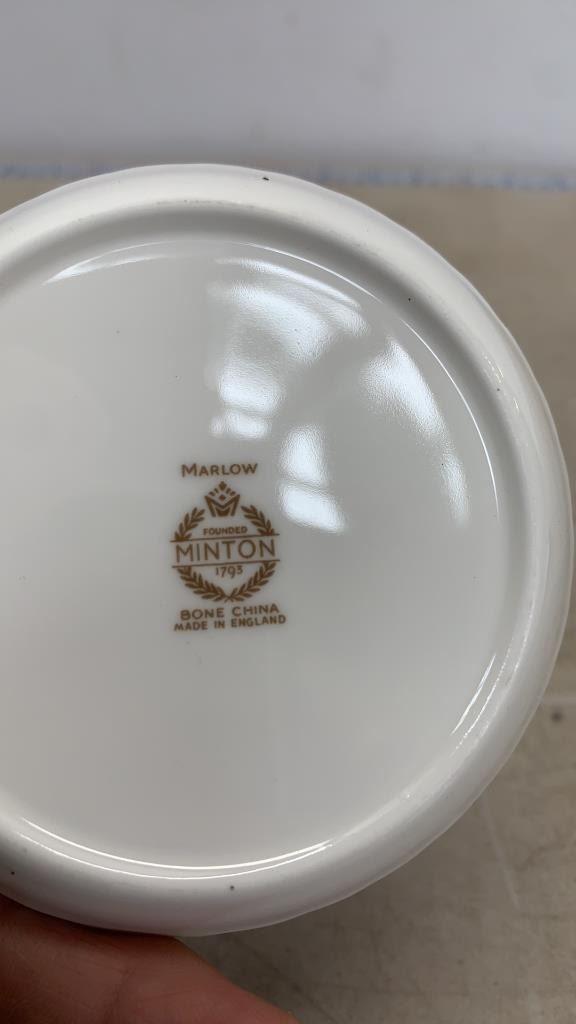 MARLOW
FOUNDED
MINTON
1793
BONE CHINA
MADE IN ENGLAND